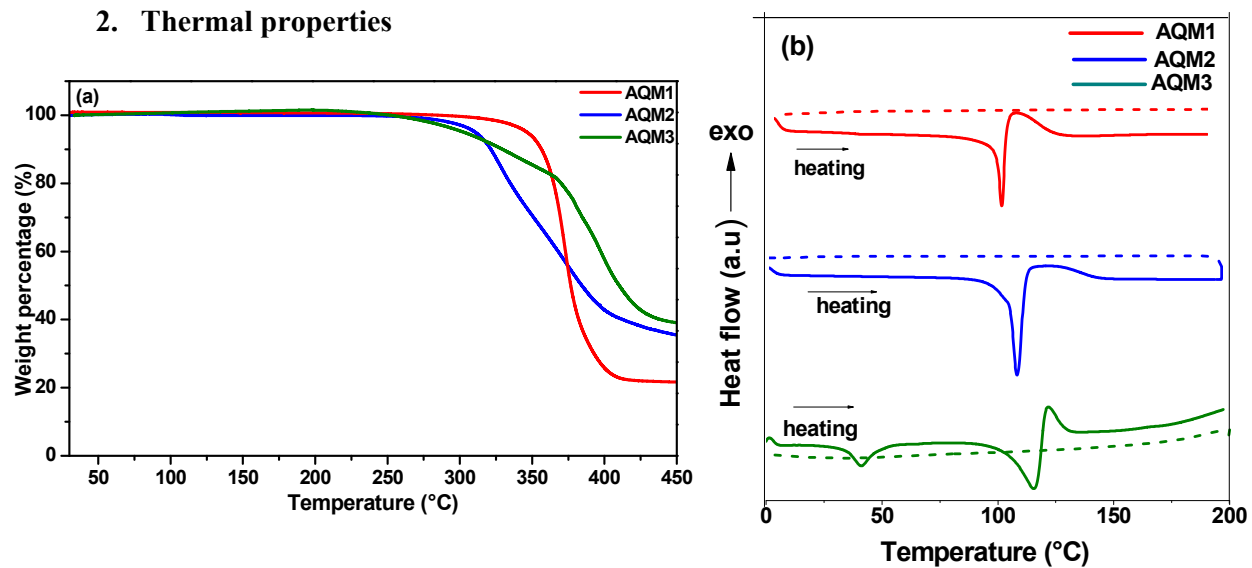 2. Thermal properties
(a)
AQM1
AQM2
AQM3
100
80
60
40
20
0
Weight percentage (%)
50 100 150 200 250 300 350 400 450
Temperature (°C)
(b)
AQM1
AQM2
AQM3
exo
heating
heating
heating
Heat flow (a.u)
0 50 100 150 200
Temperature (°C)